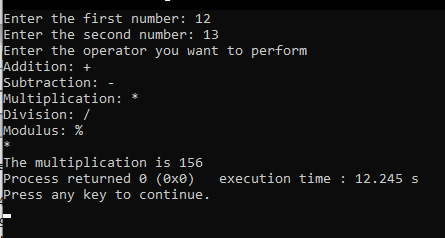 Enter the first number: 12
Enter the second number: 13
Enter the operator you want to perform
Addition: +
Subtraction: -
Multiplication: *
Division: /
Modulus: %
*
The multiplication is 156
Process returned 0 (0x0)   execution time : 12.245 s
Press any key to continue.